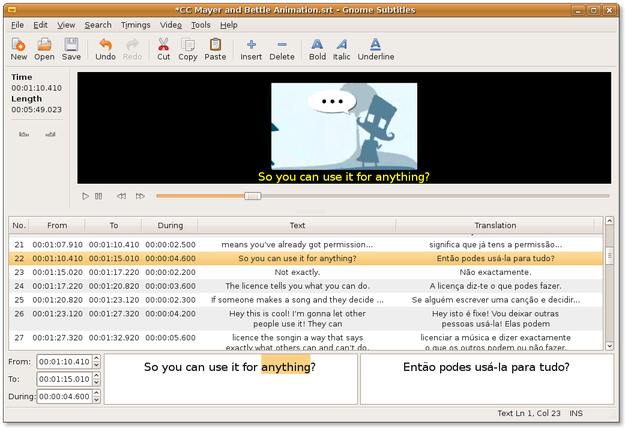 *CC Mayer and Bettle Animation.srt - Gnome Subtitles
File Edit View Search Timings Video Tools Help
New Open Save Undo Redo Cut Copy Paste Insert Delete Bold Italic Underline
Time
00:01:10.410
Length
00:05:49.023
So you can use it for anything?
No. From To During Text Translation
21 00:01:07.910 00:01:10.410 00:00:02.500 means you've already got permission... significa que já tens a permissão...
22 00:01:10.410 00:01:15.010 00:00:04.600 So you can use it for anything? Então podes usá-la para tudo?
23 00:01:15.020 00:01:17.220 00:00:02.200 Not exactly. Não exactamente.
24 00:01:17.220 00:01:20.820 00:00:03.600 The licence tells you what you can do. A licença diz-te o que podes fazer.
25 00:01:20.820 00:01:23.120 00:00:02.300 If someone makes a song and they decide ... Se alguém escrever uma canção e decidir...
26 00:01:23.120 00:01:27.320 00:00:04.200 Hey this is cool! I'm gonna let other Hey isto é fixe! Vou deixar outras
people use it! They can pessoas usá-la! Elas podem
27 00:01:27.320 00:01:32.920 00:00:05.600 licence the songin a way that says licenciar a música e dizer exactamente
exactly what others can and can't do. o que os outros podem ou não fazer.
From: 00:01:10.410
To: 00:01:15.010
During: 00:00:04.600
So you can use it for anything?
Então podes usá-la para tudo?
Text Ln 1, Col 23 INS